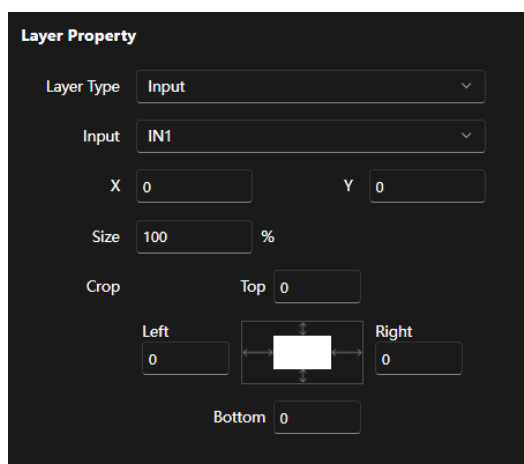 Layer Property
Layer Type Input
Input IN1
X 0 Y 0
Size 100 %
Crop Top 0
Left Right
0 0
Bottom 0